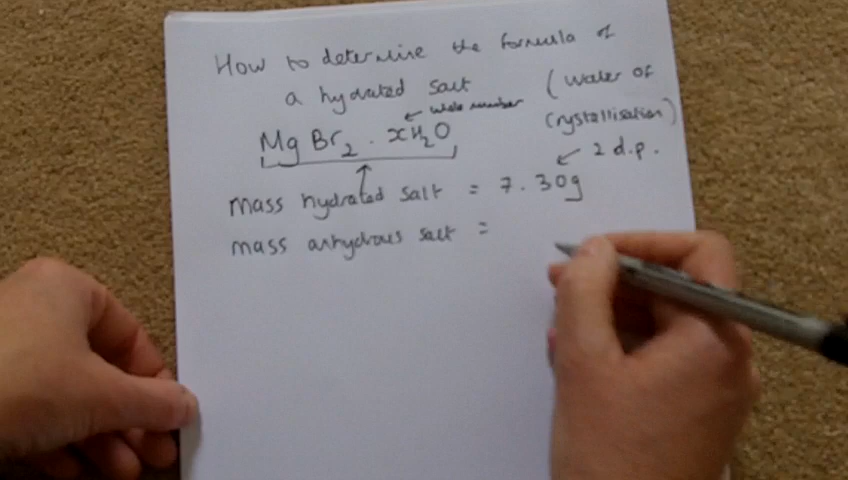 How to determine the formula of
a hydrated salt (water of
crystallisation)
← whole number
MgBr₂ . xH₂O
← 2 d.p.
mass hydrated salt = 7.30g
mass anhydrous salt =